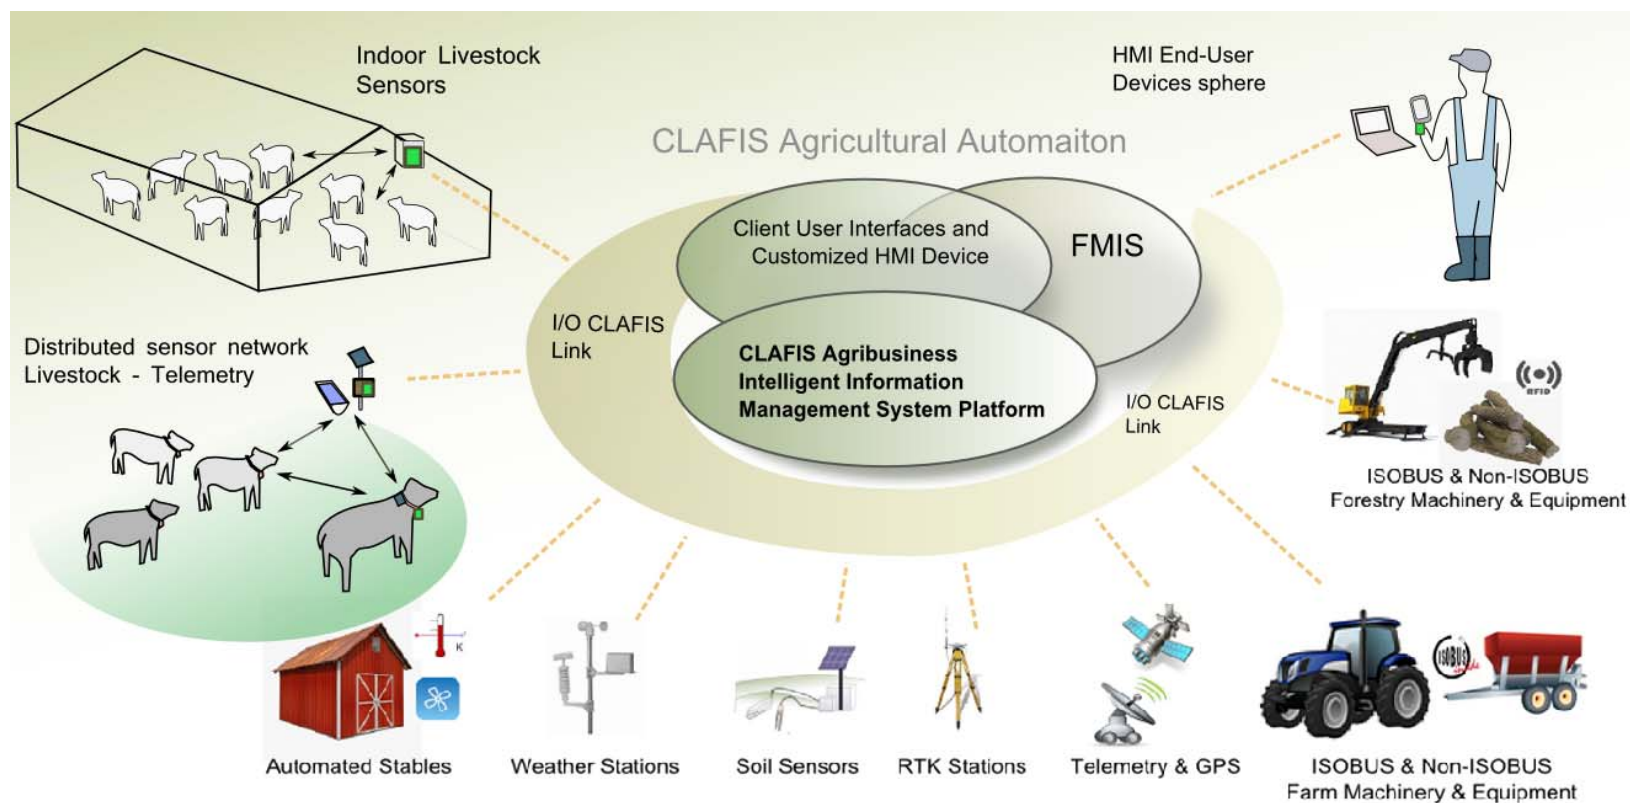 Indoor Livestock
Sensors
HMI End-User
Devices sphere
CLAFIS Agricultural Automaiton
Client User Interfaces and
Customized HMI Device
FMIS
I/O CLAFIS
Link
CLAFIS Agribusiness
Intelligent Information
Management System Platform
I/O CLAFIS
Link
Distributed sensor network
Livestock - Telemetry
RFID
ISOBUS & Non-ISOBUS
Forestry Machinery & Equipment
K
ISOBUS
inside
Automated Stables
Weather Stations
Soil Sensors
RTK Stations
Telemetry & GPS
ISOBUS & Non-ISOBUS
Farm Machinery & Equipment